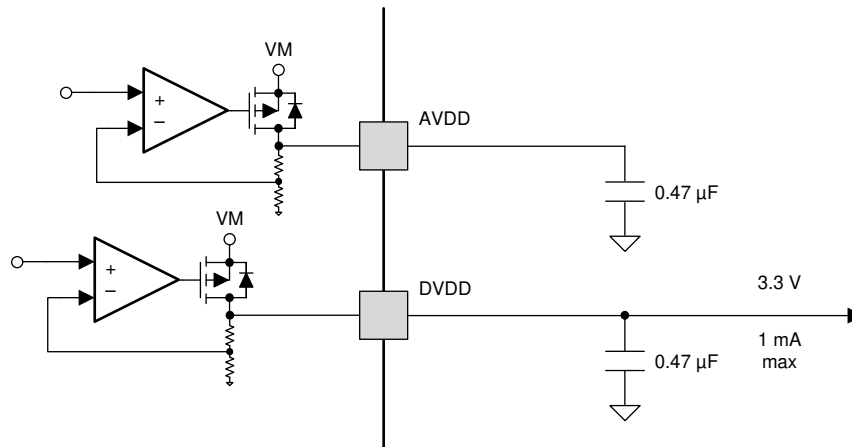 VM
+
−
AVDD
0.47 µF
VM
+
−
DVDD
3.3 V
0.47 µF
1 mA
max